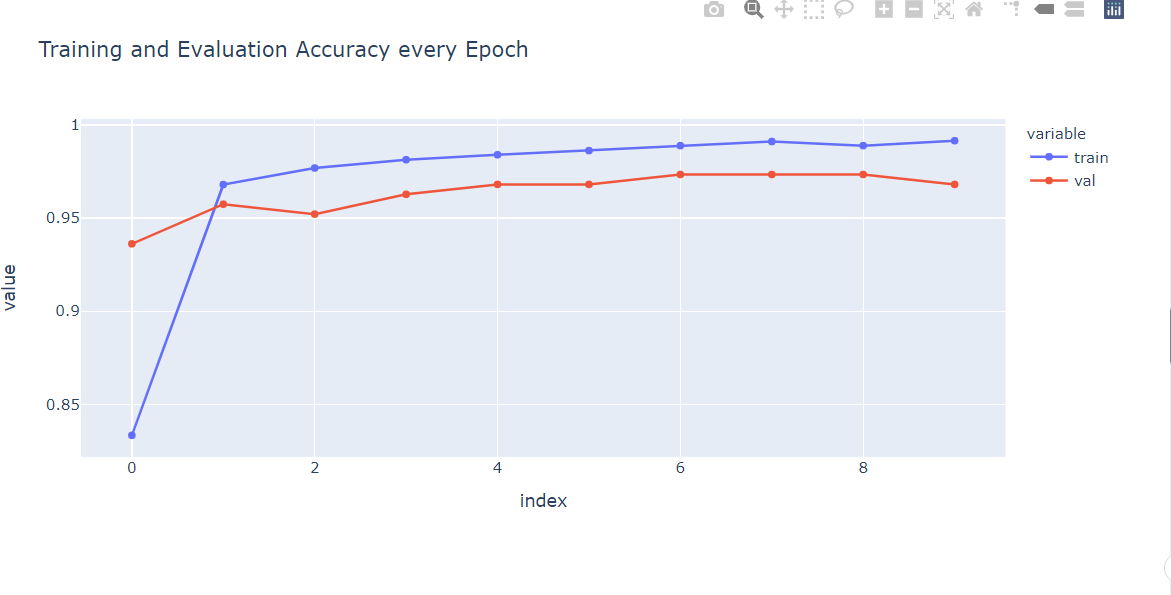 Training and Evaluation Accuracy every Epoch
variable
train
val
1
0.95
0.9
0.85
value
0
2
4
6
8
index